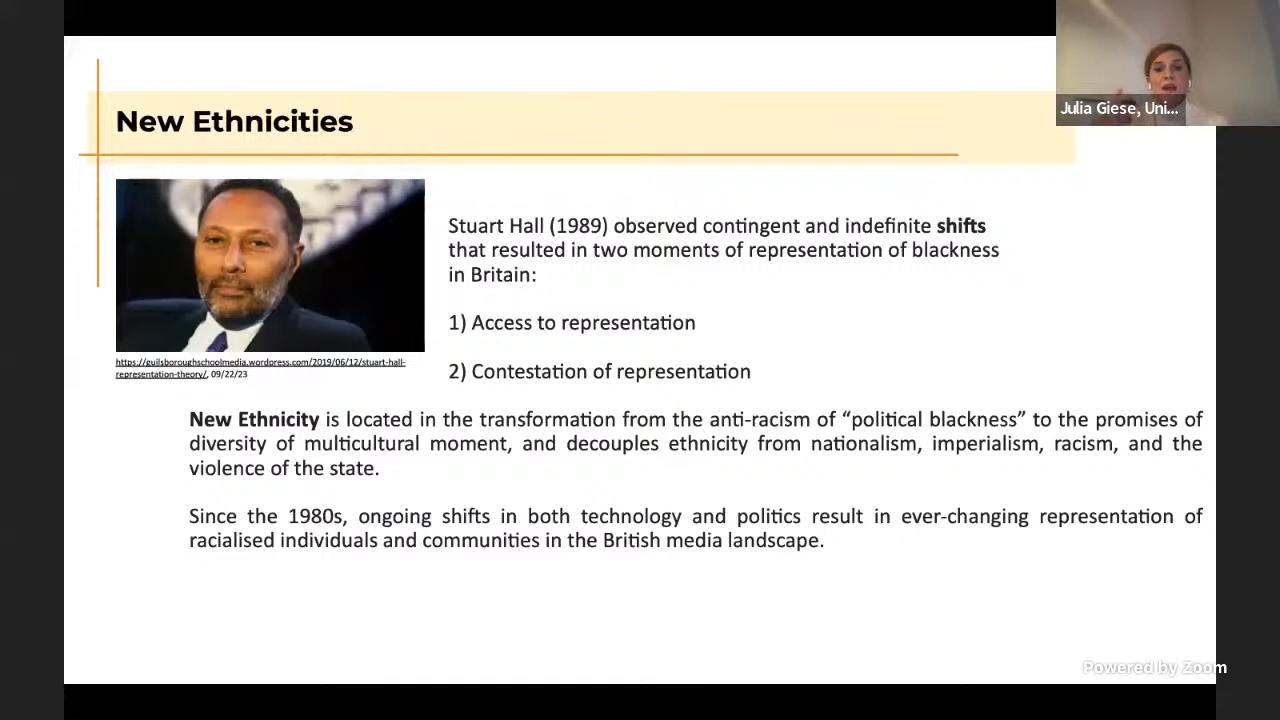 Julia Giese, Uni...
New Ethnicities
Stuart Hall (1989) observed contingent and indefinite shifts
that resulted in two moments of representation of blackness
in Britain:
1) Access to representation
2) Contestation of representation
https://guilsboroughschoolmedia.wordpress.com/2019/06/12/stuart-hall-
representation-theory/, 09/22/23
New Ethnicity is located in the transformation from the anti-racism of “political blackness” to the promises of
diversity of multicultural moment, and decouples ethnicity from nationalism, imperialism, racism, and the
violence of the state.
Since the 1980s, ongoing shifts in both technology and politics result in ever-changing representation of
racialised individuals and communities in the British media landscape.
Powered by Zoom